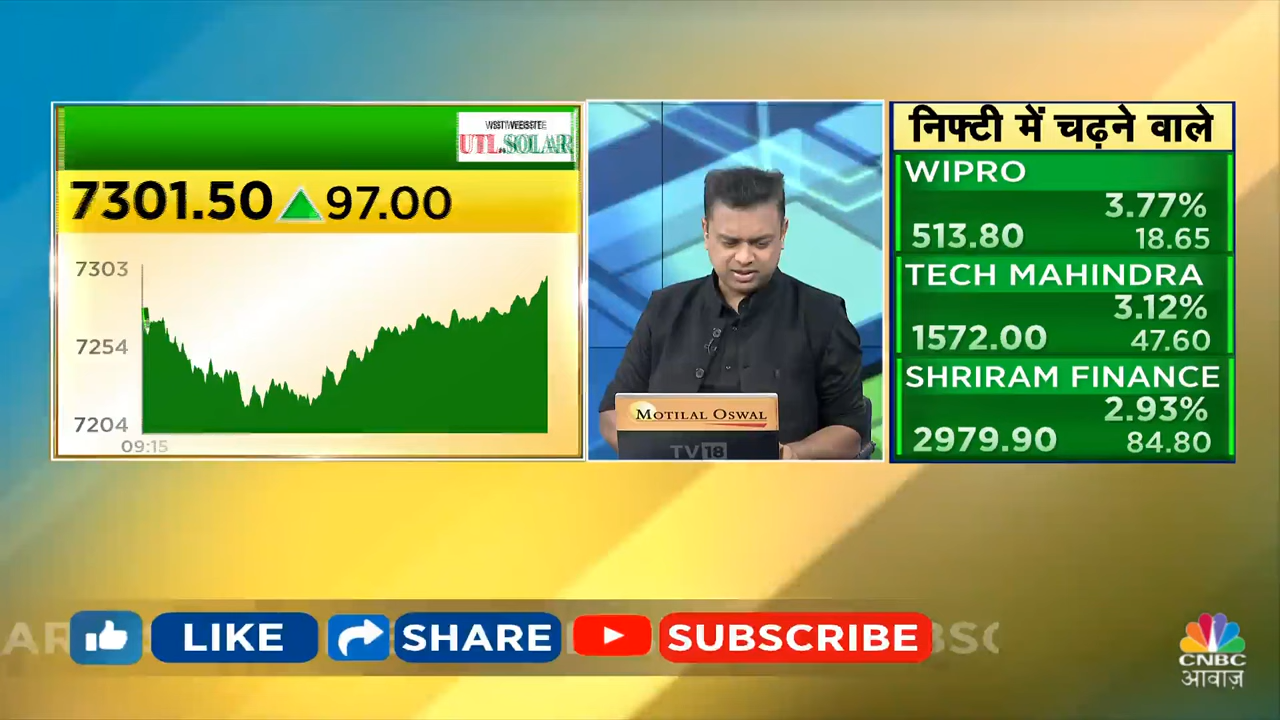 UTL SOLAR
7301.50 ▲ 97.00
7303
7254
7204
09:15
MOTILAL OSWAL
TV18
निफ्टी में चढ़ने वाले
WIPRO
3.77%
513.80 18.65
TECH MAHINDRA
3.12%
1572.00 47.60
SHRIRAM FINANCE
2.93%
2979.90 84.80
LIKE SHARE SUBSCRIBE
CNBC
आवाज़